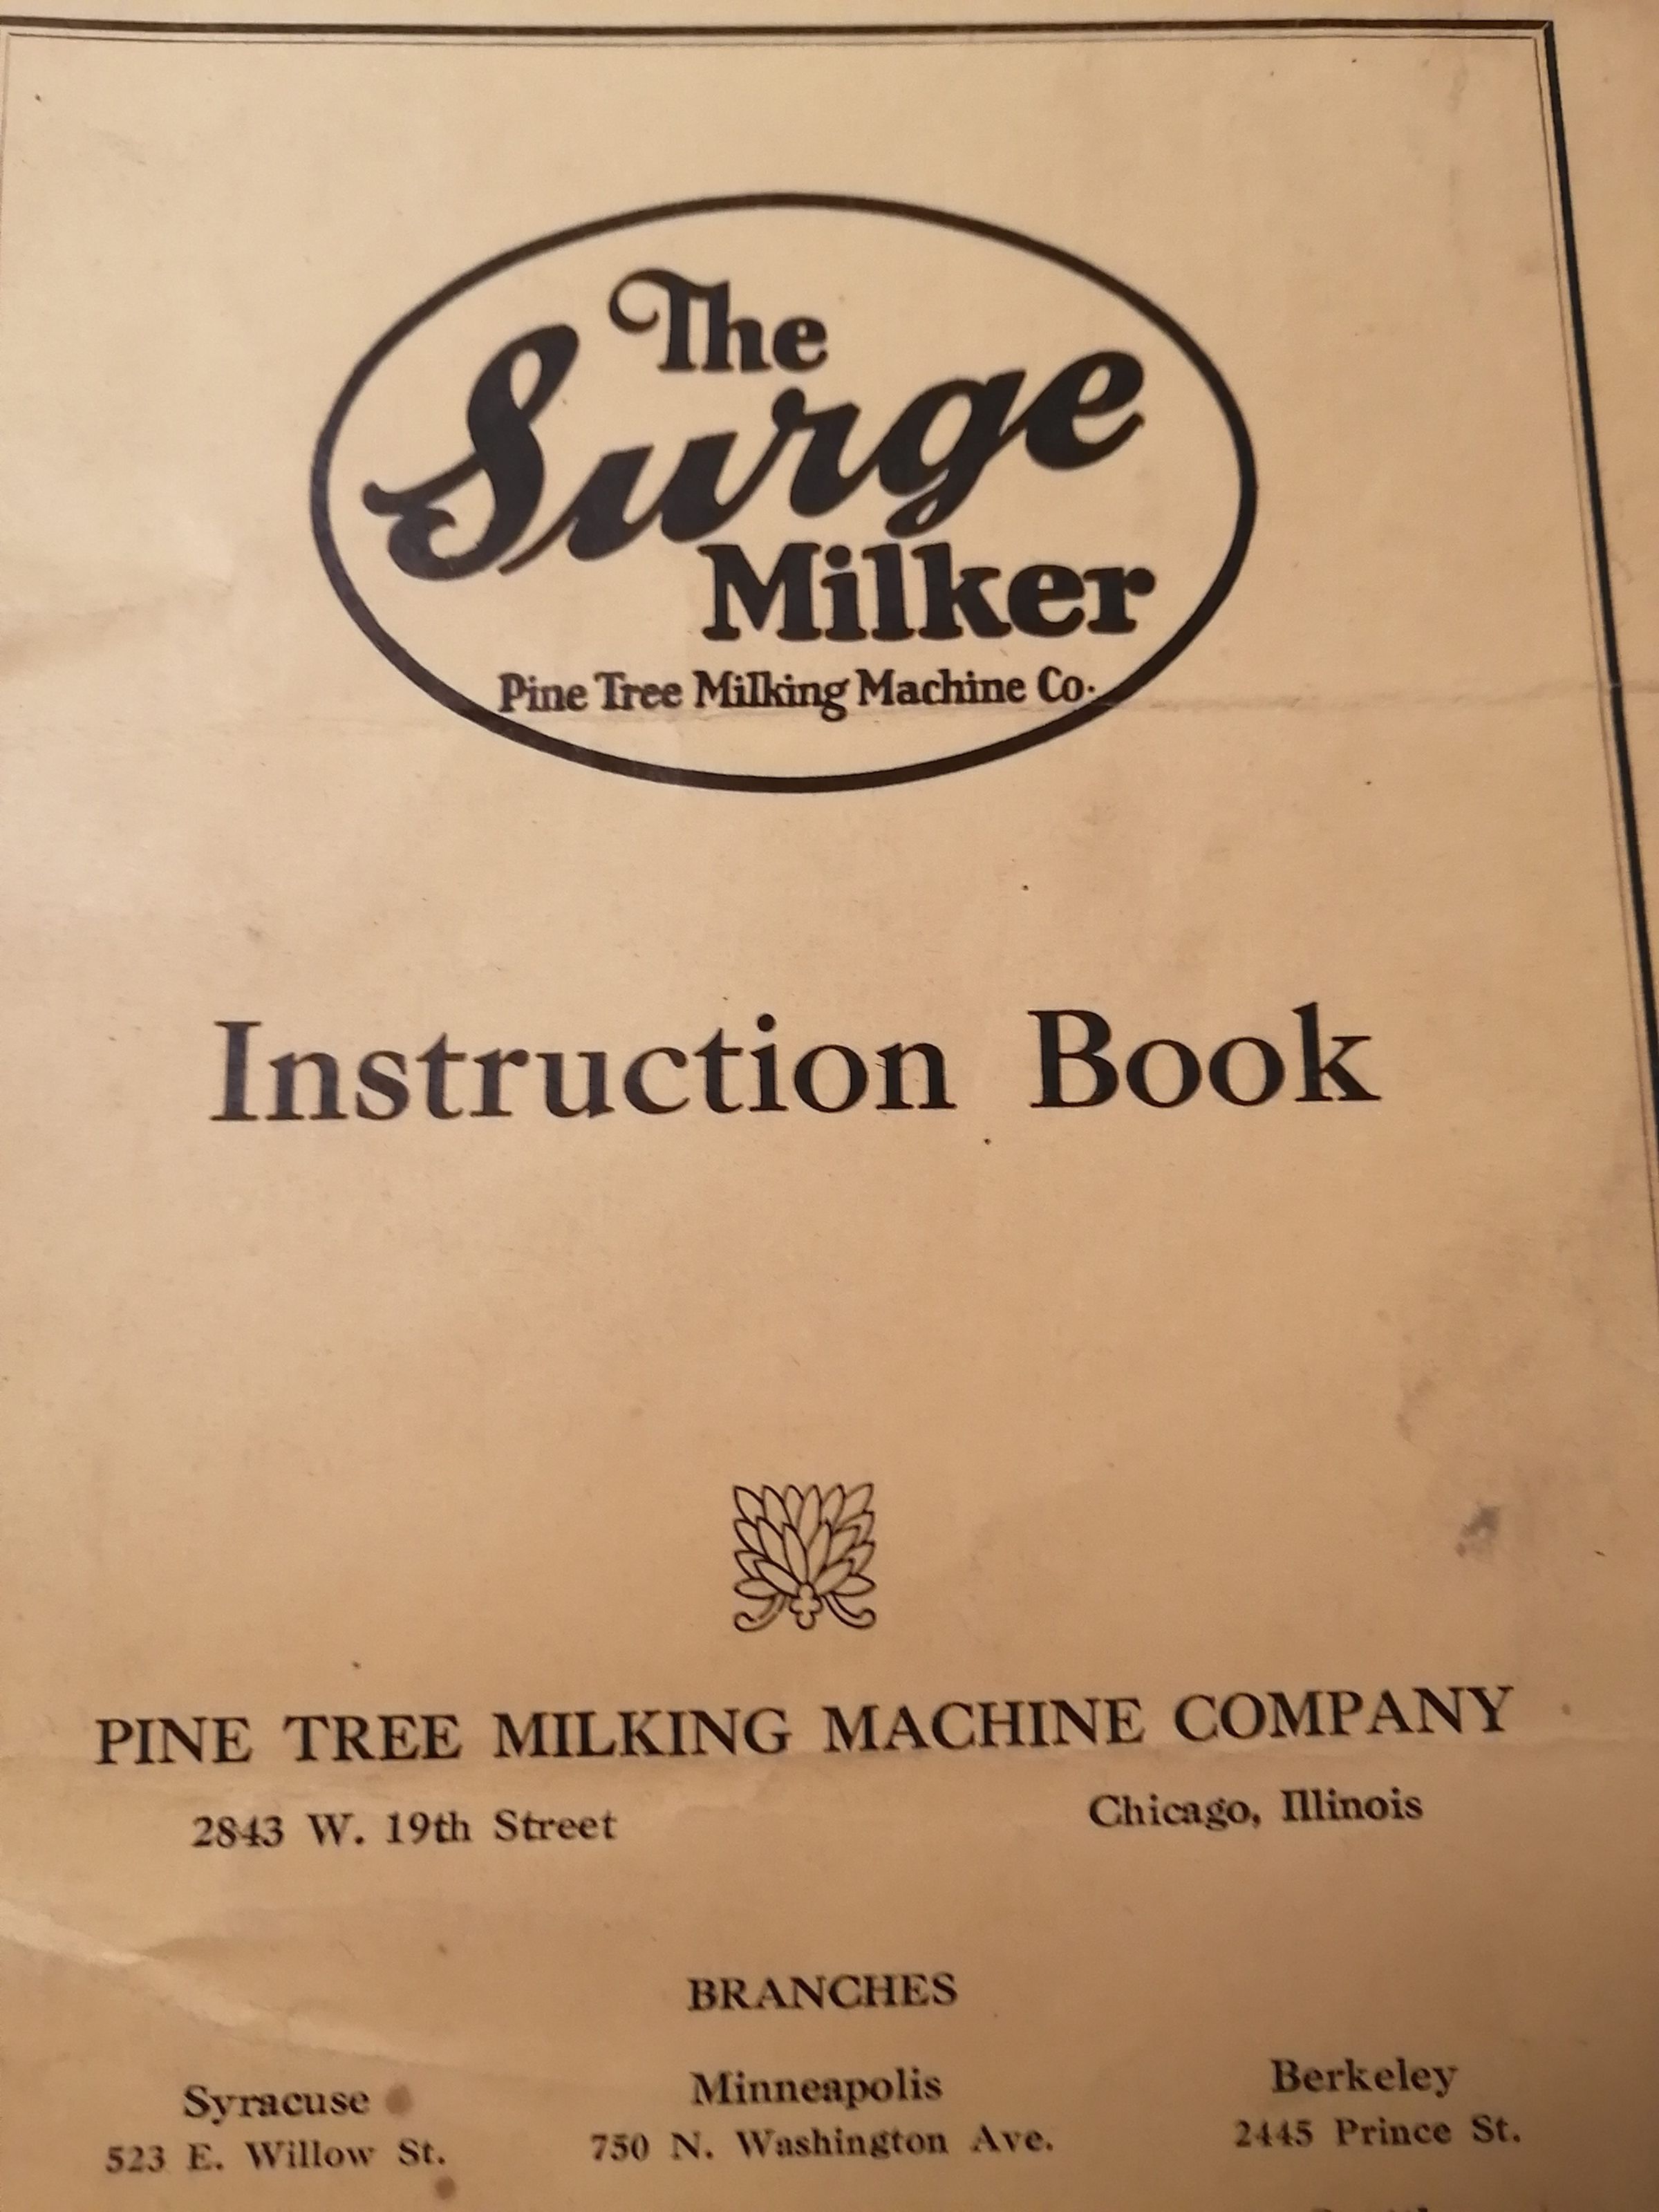 The
Surge
Milker
Pine Tree Milking Machine Co.
Instruction Book
PINE TREE MILKING MACHINE COMPANY
2843 W. 19th Street Chicago, Illinois
BRANCHES
Syracuse Minneapolis Berkeley
523 E. Willow St. 750 N. Washington Ave. 2445 Prince St.